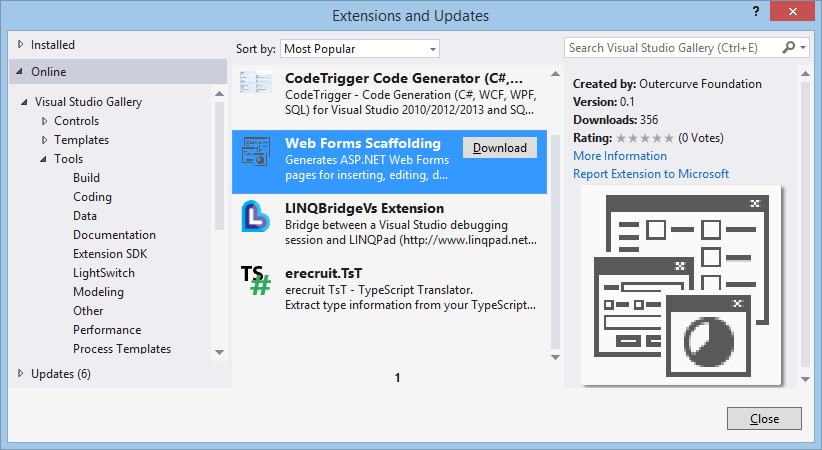 Extensions and Updates
?
Installed
Online
Visual Studio Gallery
Controls
Templates
Tools
Build
Coding
Data
Documentation
Extension SDK
LightSwitch
Modeling
Other
Performance
Process Templates
Updates (6)
Sort by: Most Popular
CodeTrigger Code Generator (C#,...
CodeTrigger - Code Generation (C#, WCF, WPF,
SQL) for Visual Studio 2010/2012/2013 and SQ...
Web Forms Scaffolding
Download
Generates ASP.NET Web Forms
pages for inserting, editing, d...
LINQBridgeVs Extension
Bridge between a Visual Studio debugging
session and LINQPad (http://www.linqpad.net...
TS#
erecruit.TsT
erecruit TsT - TypeScript Translator.
Extract type information from your TypeScript...
1
Search Visual Studio Gallery (Ctrl+E)
Created by: Outercurve Foundation
Version: 0.1
Downloads: 356
Rating: ★★★★★ (0 Votes)
More Information
Report Extension to Microsoft
Close